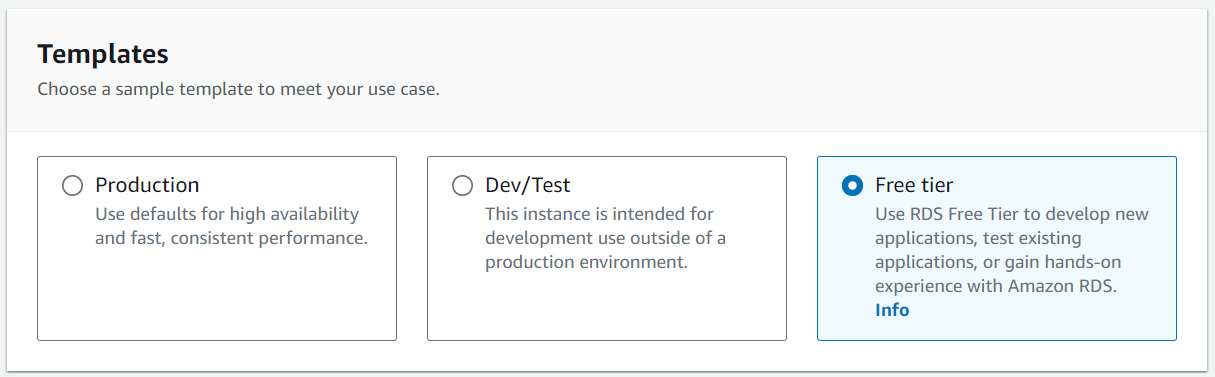 Templates
Choose a sample template to meet your use case.
Production
Use defaults for high availability
and fast, consistent performance.
Dev/Test
This instance is intended for
development use outside of a
production environment.
Free tier
Use RDS Free Tier to develop new
applications, test existing
applications, or gain hands-on
experience with Amazon RDS.
Info